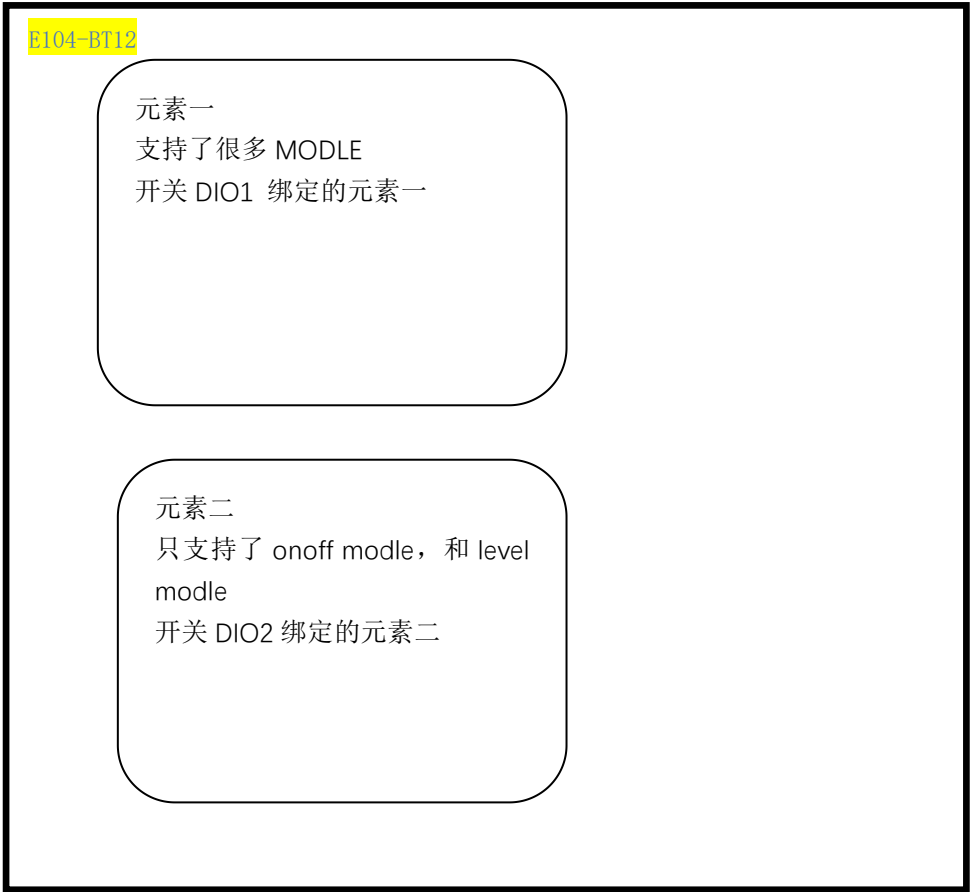 E104-BT12
元素一
支持了很多 MODLE
开关 DIO1 绑定的元素一
元素二
只支持了 onoff modle，和 level
modle
开关 DIO2 绑定的元素二